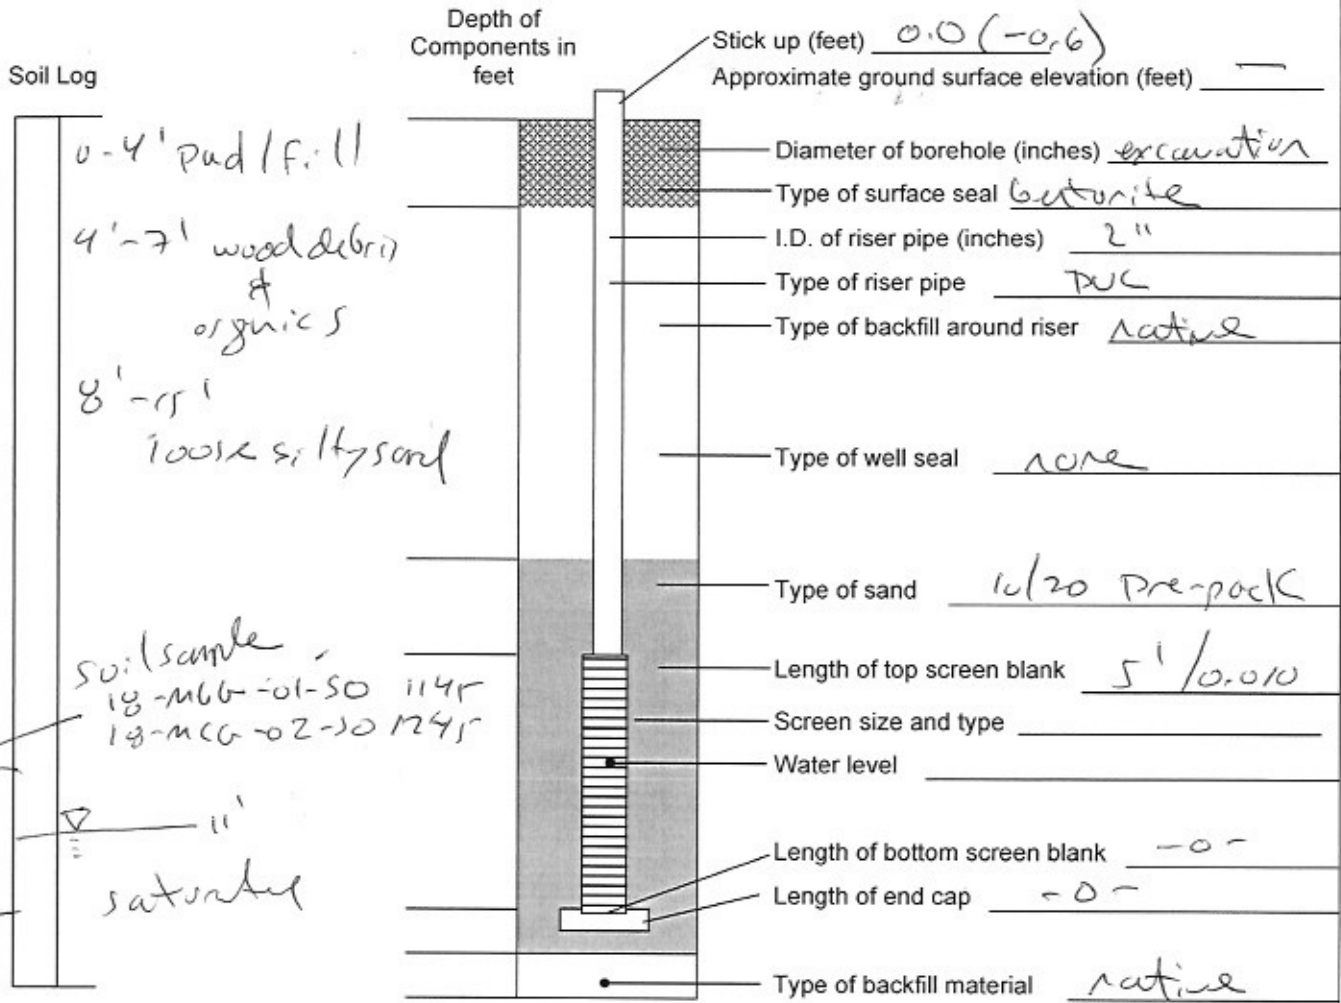 Soil Log
Depth of
Components in
feet
Stick up (feet) 0.0 (-0.6)
Approximate ground surface elevation (feet) —
0-4' pad/fill
4'-7' wood debris
&
organics
8'-15'
loose silty sand
soil sample
1145
1245
11'
saturated
Diameter of borehole (inches) excavation
Type of surface seal bentonite
I.D. of riser pipe (inches) 2"
Type of riser pipe PVC
Type of backfill around riser native
Type of well seal none
Type of sand 10/20 pre-pack
Length of top screen blank 5'/0.010
Screen size and type
Water level
Length of bottom screen blank -0-
Length of end cap -0-
Type of backfill material native